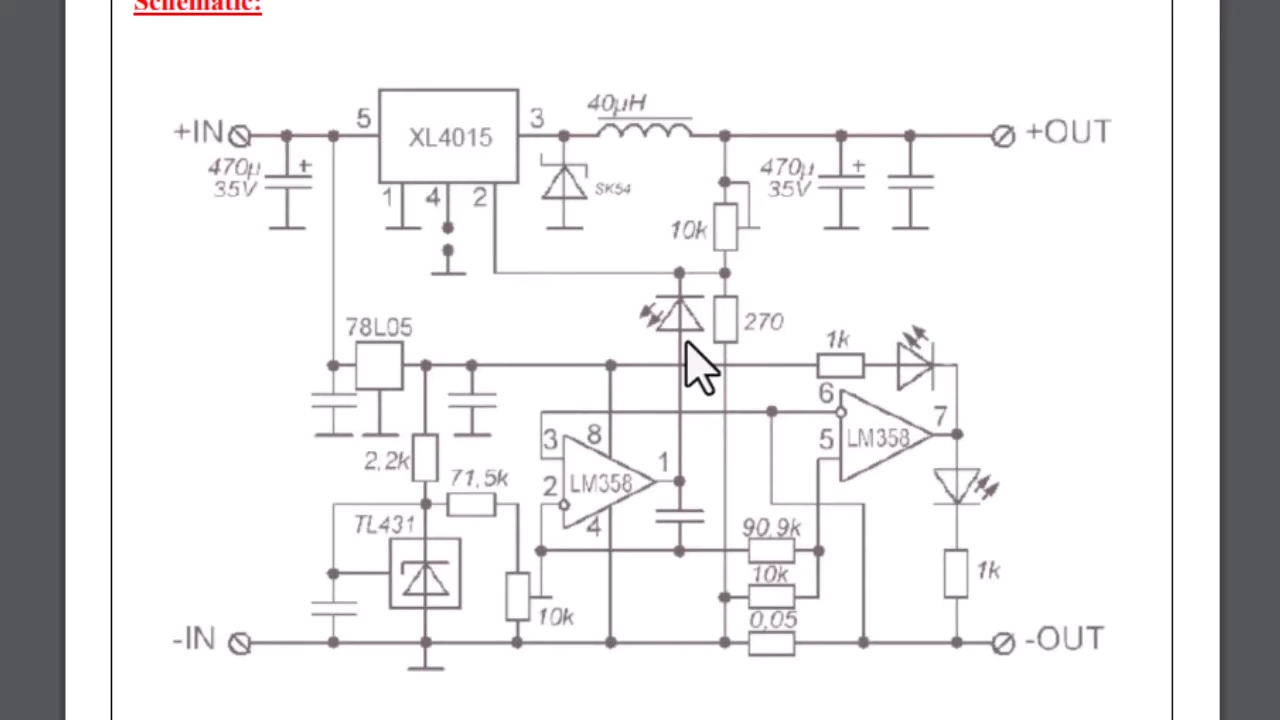 Schematic:
40µH
+IN
5
XL4015
3
+OUT
470µ
35V
+
1
4
2
SK54
470µ
35V
+
10k
78L05
270
1k
6
3
8
1
5
LM358
7
2,2k
71,5k
2
LM358
4
TL431
90,9k
10k
1k
10k
0,05
-IN
-OUT